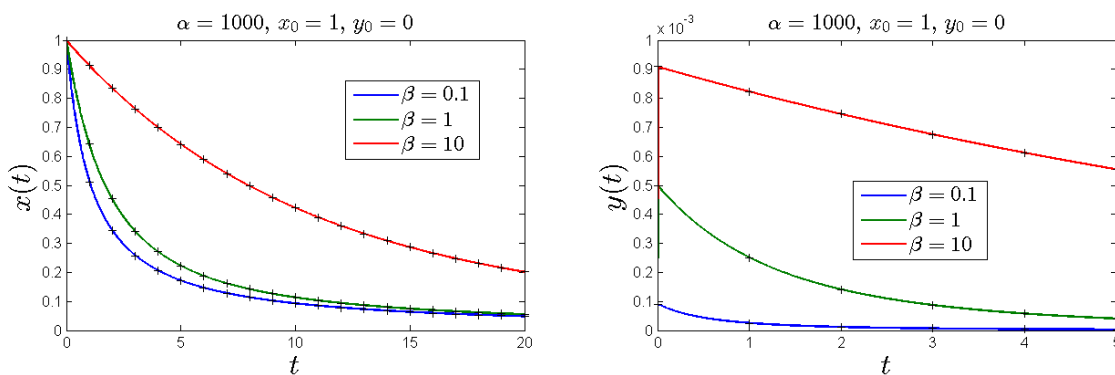 α = 1000, x₀ = 1, y₀ = 0
1
0.9
0.8
0.7
0.6
0.5
0.4
0.3
0.2
0.1
0
x(t)
β = 0.1
β = 1
β = 10
0 5 10 15 20
t
α = 1000, x₀ = 1, y₀ = 0
× 10⁻³
1
0.9
0.8
0.7
0.6
0.5
0.4
0.3
0.2
0.1
0
y(t)
β = 0.1
β = 1
β = 10
0 1 2 3 4 5
t